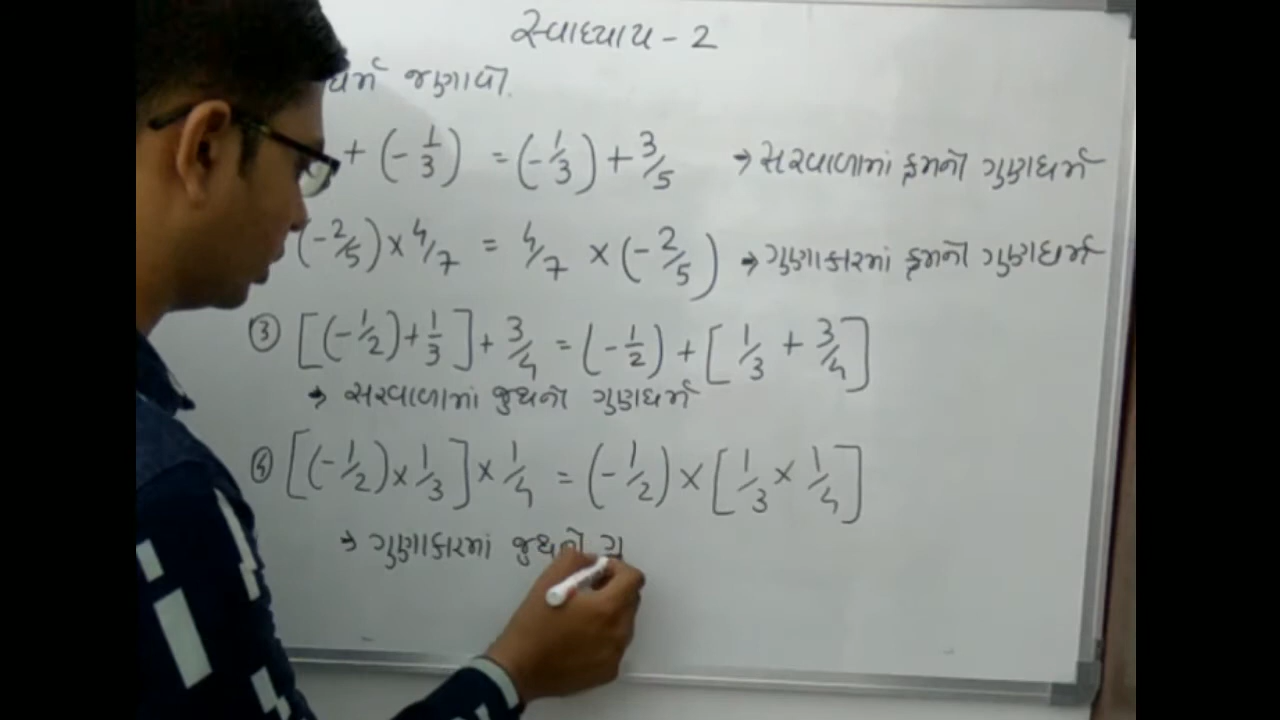 સ્વાધ્યાય - 2
ધર્મ જણાવો.
+ (-1/3) = (-1/3) + 3/5 → સરવાળામાં ક્રમનો ગુણધર્મ
(-2/5) × 4/7 = 4/7 × (-2/5) → ગુણાકારમાં ક્રમનો ગુણધર્મ
③ [(-1/2) + 1/3] + 3/4 = (-1/2) + [1/3 + 3/4]
→ સરવાળામાં જુથનો ગુણધર્મ
④ [(-1/2) × 1/3] × 1/4 = (-1/2) × [1/3 × 1/4]
→ ગુણાકારમાં જુથનો ગુ